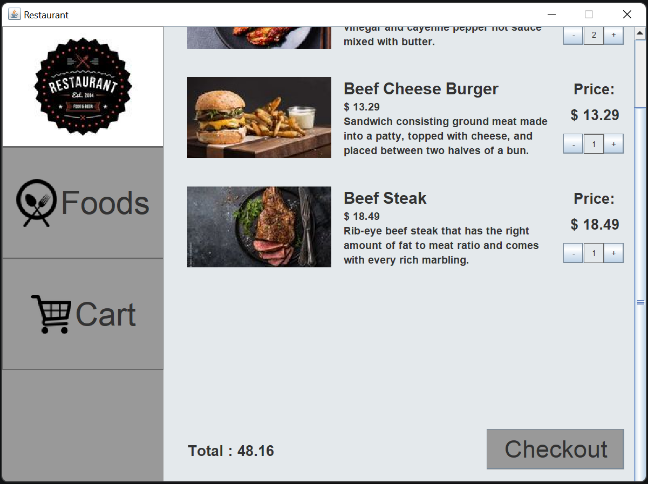 Restaurant
RESTAURANT
Foods
Cart
vinegar and cayenne pepper hot sauce
mixed with butter.
- 2 +
Beef Cheese Burger
$ 13.29
Sandwich consisting ground meat made
into a patty, topped with cheese, and
placed between two halves of a bun.
Price:
$ 13.29
- 1 +
Beef Steak
$ 18.49
Rib-eye beef steak that has the right
amount of fat to meat ratio and comes
with every rich marbling.
Price:
$ 18.49
- 1 +
Total : 48.16
Checkout